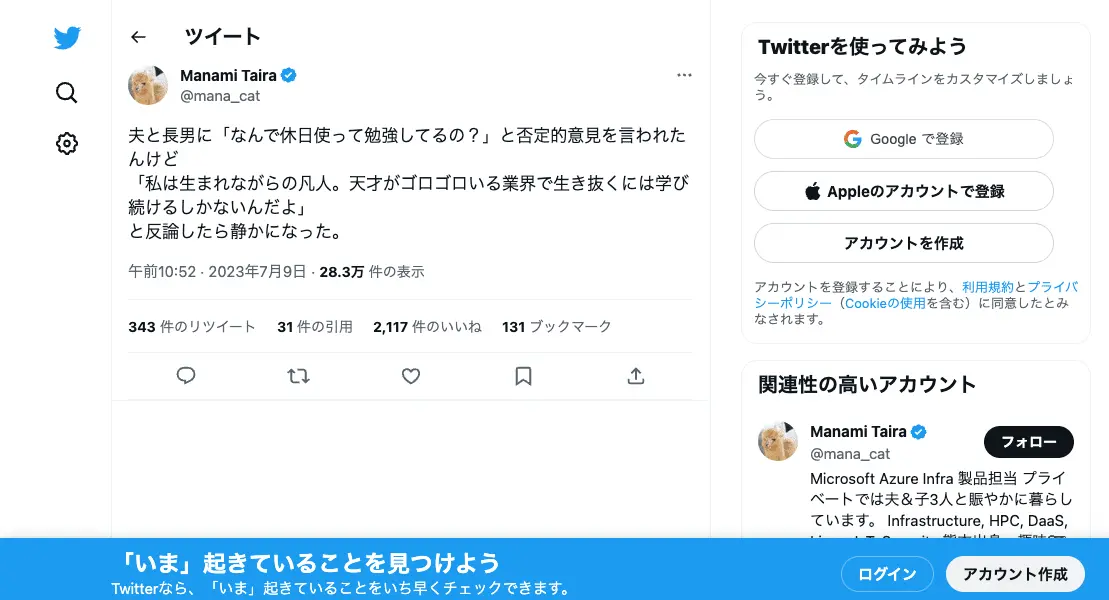 ツイート
Manami Taira
@mana_cat
夫と長男に「なんで休日使って勉強してるの？」と否定的意見を言われた
んけど
「私は生まれながらの凡人。天才がゴロゴロいる業界で生き抜くには学び
続けるしかないんだよ」
と反論したら静かになった。
午前10:52 · 2023年7月9日 · 28.3万 件の表示
343 件のリツイート 31 件の引用 2,117 件のいいね 131 ブックマーク
Twitterを使ってみよう
今すぐ登録して、タイムラインをカスタマイズしましょ
う。
Google で登録
Appleのアカウントで登録
アカウントを作成
アカウントを登録することにより、利用規約とプライバ
シーポリシー（Cookieの使用を含む）に同意したとみ
なされます。
関連性の高いアカウント
Manami Taira
@mana_cat
フォロー
Microsoft Azure Infra 製品担当 プライ
ベートでは夫＆子3人と賑やかに暮らし
ています。 Infrastructure, HPC, DaaS,
「いま」起きていることを見つけよう
Twitterなら、「いま」起きていることをいち早くチェックできます。
ログイン
アカウント作成